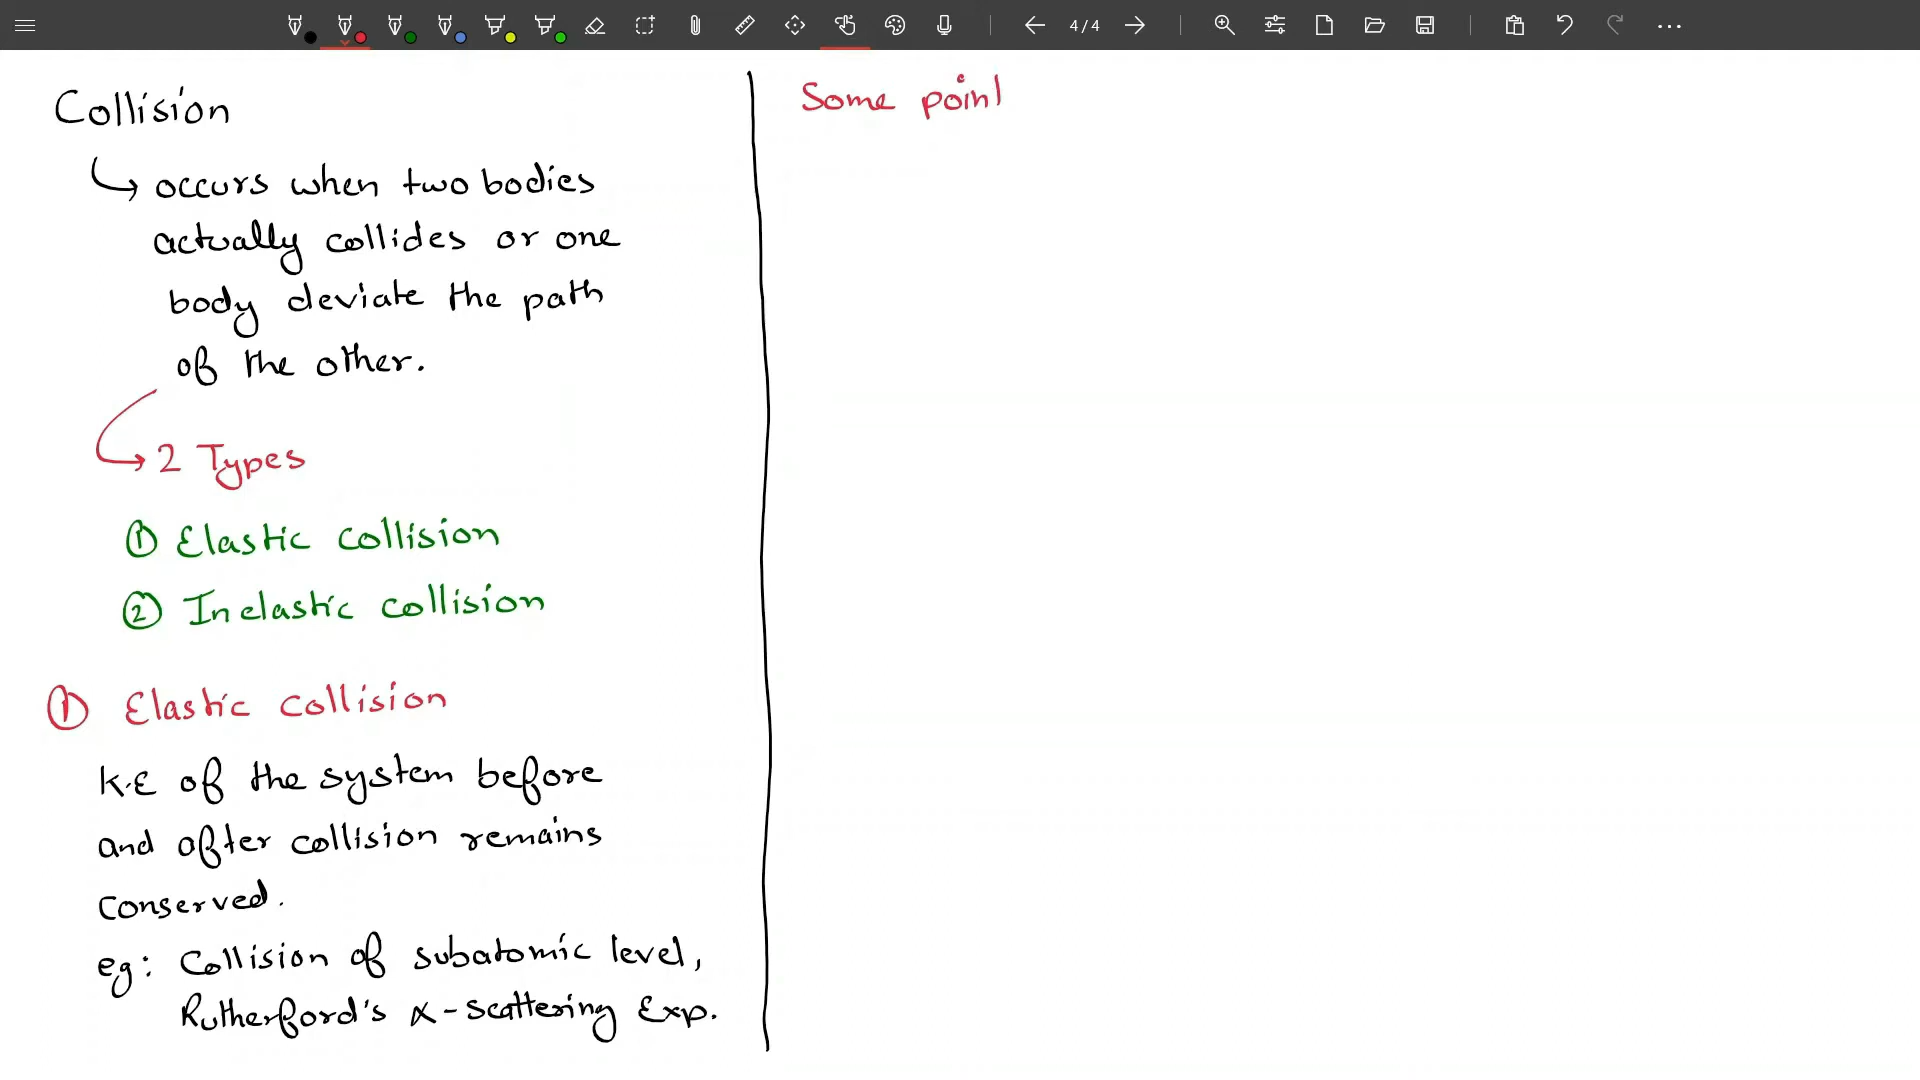 4/4
Collision
↳ occurs when two bodies
actually collides or one
body deviate the path
of the other.
↳ 2 Types
① Elastic collision
② Inelastic collision
① Elastic collision
K.E of the system before
and after collision remains
conserved.
eg: Collision of subatomic level,
Rutherford's α-scattering Exp.
Some point